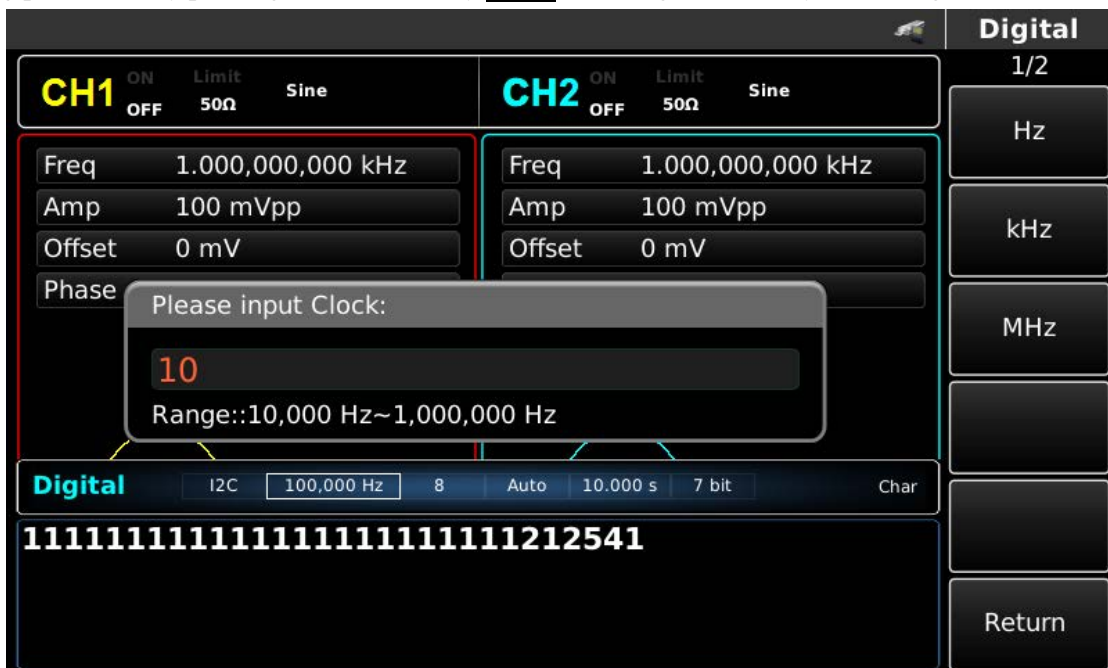 Digital
1/2
CH1 ON OFF Limit 50Ω Sine
CH2 ON OFF Limit 50Ω Sine
Freq 1.000,000,000 kHz
Amp 100 mVpp
Offset 0 mV
Phase
Freq 1.000,000,000 kHz
Amp 100 mVpp
Offset 0 mV
Please input Clock:
10
Range::10,000 Hz~1,000,000 Hz
Digital I2C 100,000 Hz 8 Auto 10.000 s 7 bit Char
111111111111111111111111212541
Hz
kHz
MHz
Return